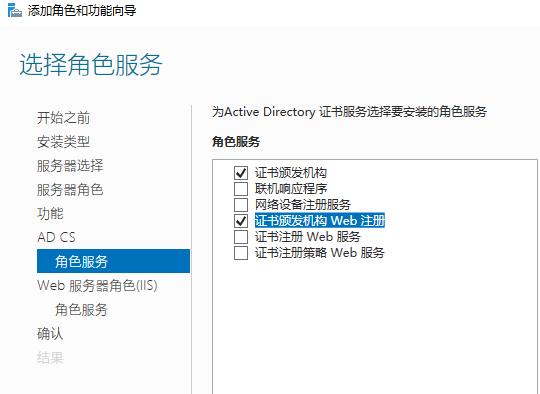 添加角色和功能向导
选择角色服务
开始之前
安装类型
服务器选择
服务器角色
功能
AD CS
角色服务
Web 服务器角色(IIS)
角色服务
确认
结果
为Active Directory 证书服务选择要安装的角色服务
角色服务
证书颁发机构
联机响应程序
网络设备注册服务
证书颁发机构 Web 注册
证书注册 Web 服务
证书注册策略 Web 服务